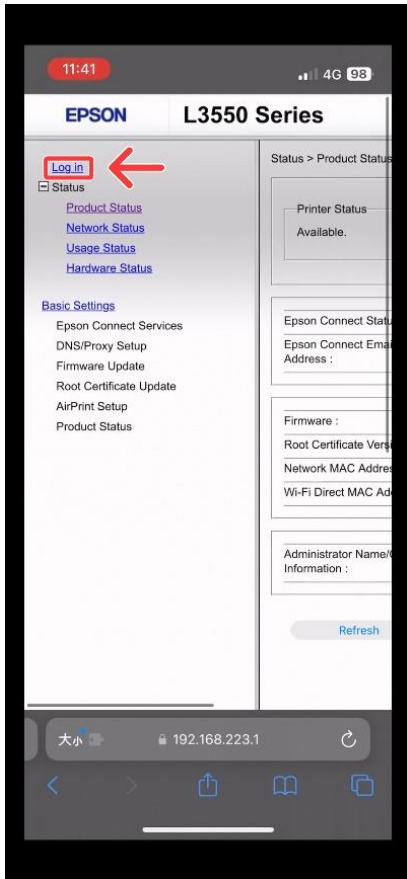 11:41
4G 98
EPSON L3550 Series
Log in
Status
Product Status
Network Status
Usage Status
Hardware Status
Basic Settings
Epson Connect Services
DNS/Proxy Setup
Firmware Update
Root Certificate Update
AirPrint Setup
Product Status
Status > Product Status
Printer Status
Available.
Epson Connect Statu
Epson Connect Emai
Address :
Firmware :
Root Certificate Versi
Network MAC Addres
Wi-Fi Direct MAC Ad
Administrator Name/
Information :
Refresh
大小 192.168.223.1